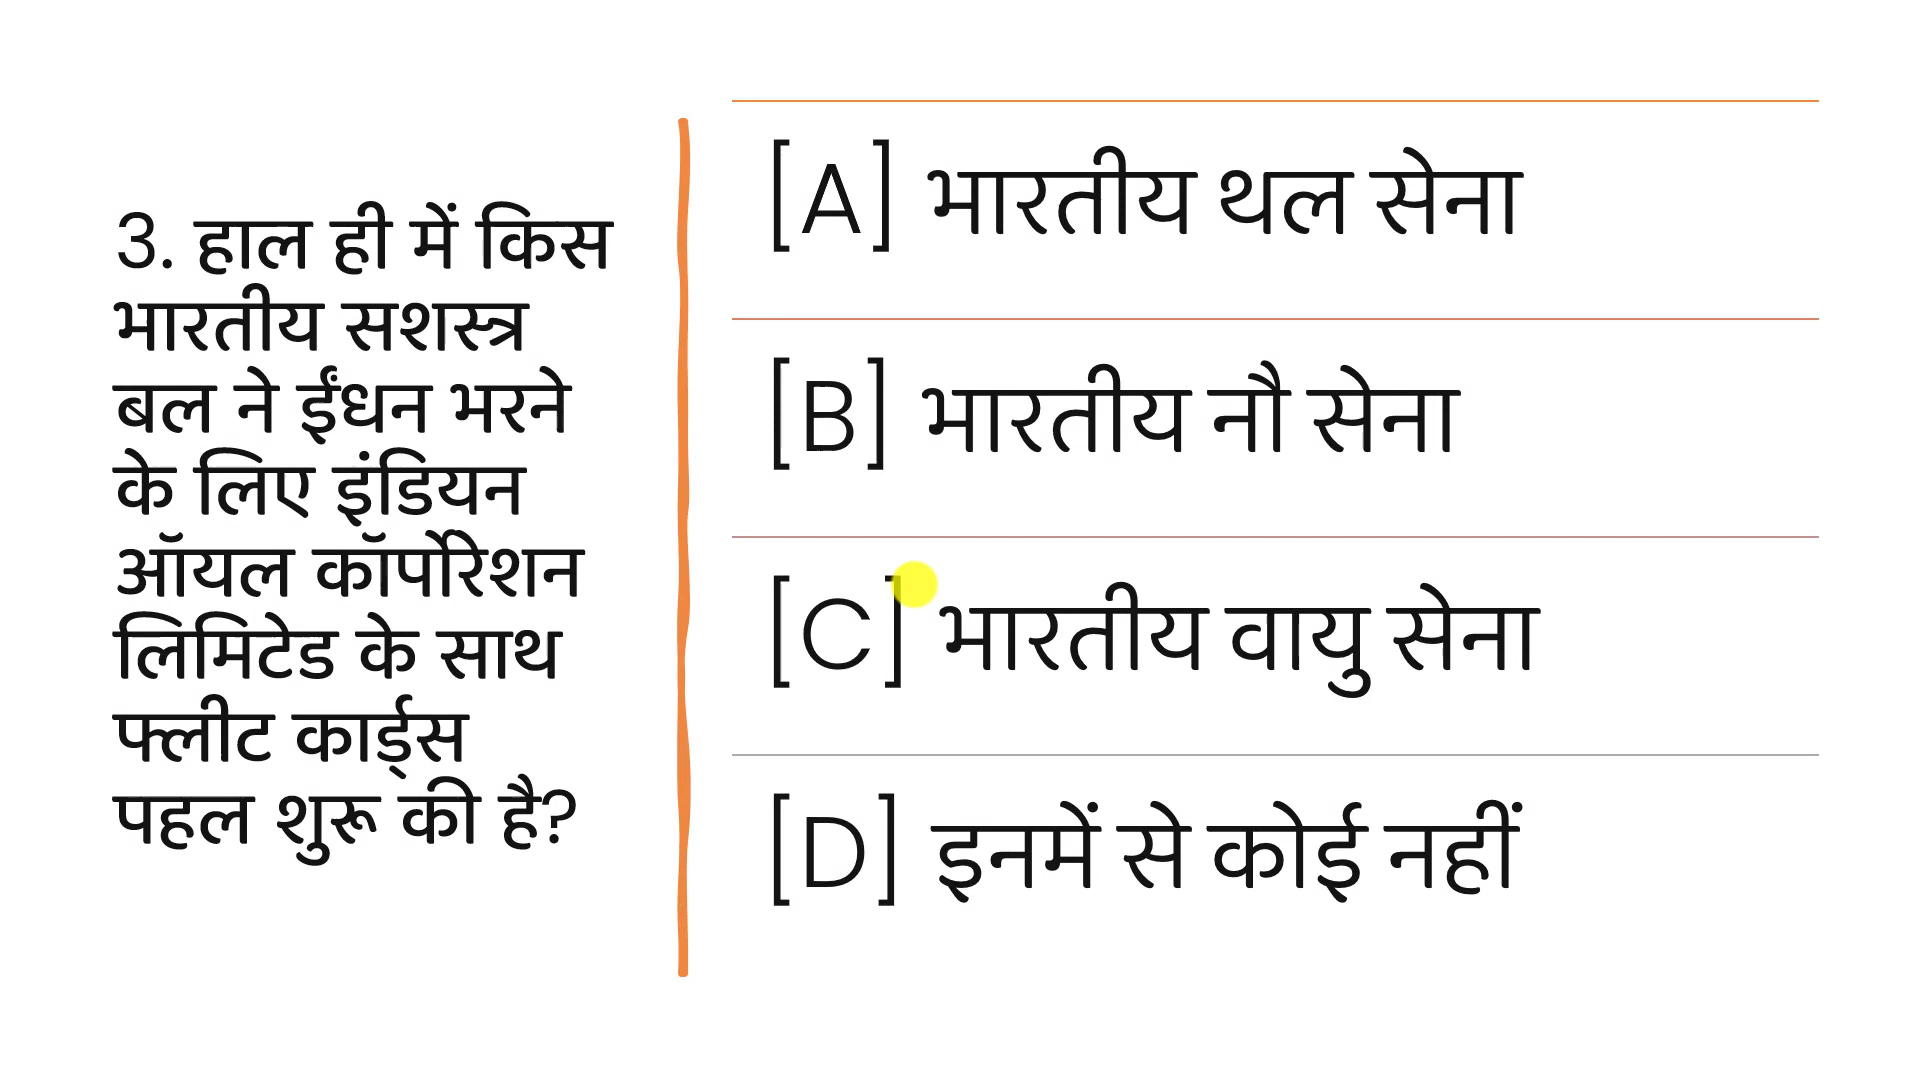 3. हाल ही में किस
भारतीय सशस्त्र
बल ने ईंधन भरने
के लिए इंडियन
ऑयल कॉर्पोरेशन
लिमिटेड के साथ
फ्लीट कार्ड्स
पहल शुरू की है?
[A] भारतीय थल सेना
[B] भारतीय नौ सेना
[C] भारतीय वायु सेना
[D] इनमें से कोई नहीं